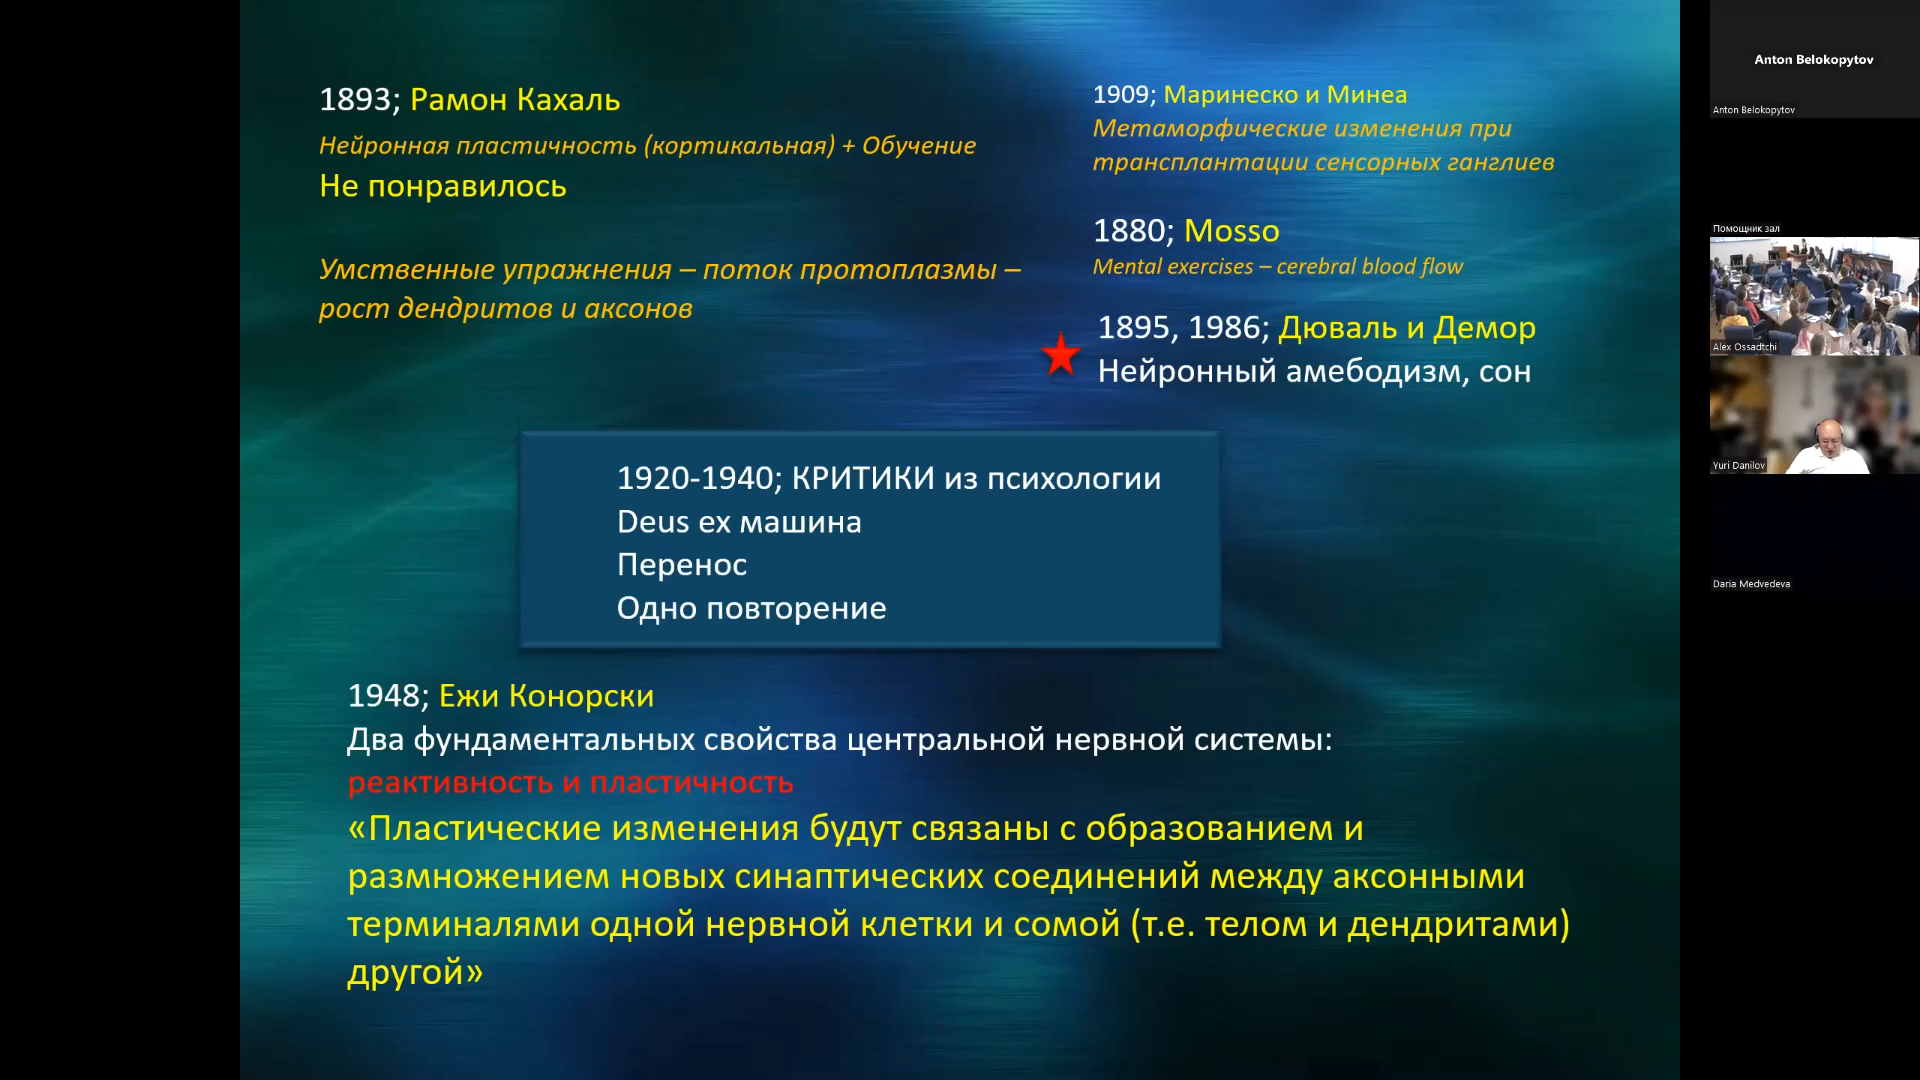 1893; Рамон Кахаль
Нейронная пластичность (кортикальная) + Обучение
Не понравилось
Умственные упражнения – поток протоплазмы –
рост дендритов и аксонов
1909; Маринеско и Минеа
Метаморфические изменения при
трансплантации сенсорных ганглиев
1880; Mosso
Mental exercises – cerebral blood flow
1895, 1986; Дюваль и Демор
Нейронный амебодизм, сон
1920-1940; КРИТИКИ из психологии
Deus ex машина
Перенос
Одно повторение
1948; Ежи Конорски
Два фундаментальных свойства центральной нервной системы:
реактивность и пластичность
«Пластические изменения будут связаны с образованием и
размножением новых синаптических соединений между аксонными
терминалями одной нервной клетки и сомой (т.е. телом и дендритами)
другой»
Anton Belokopytov
Anton Belokopytov
Помощник зал
Alex Ossadtchi
Yuri Danilov
Daria Medvedeva